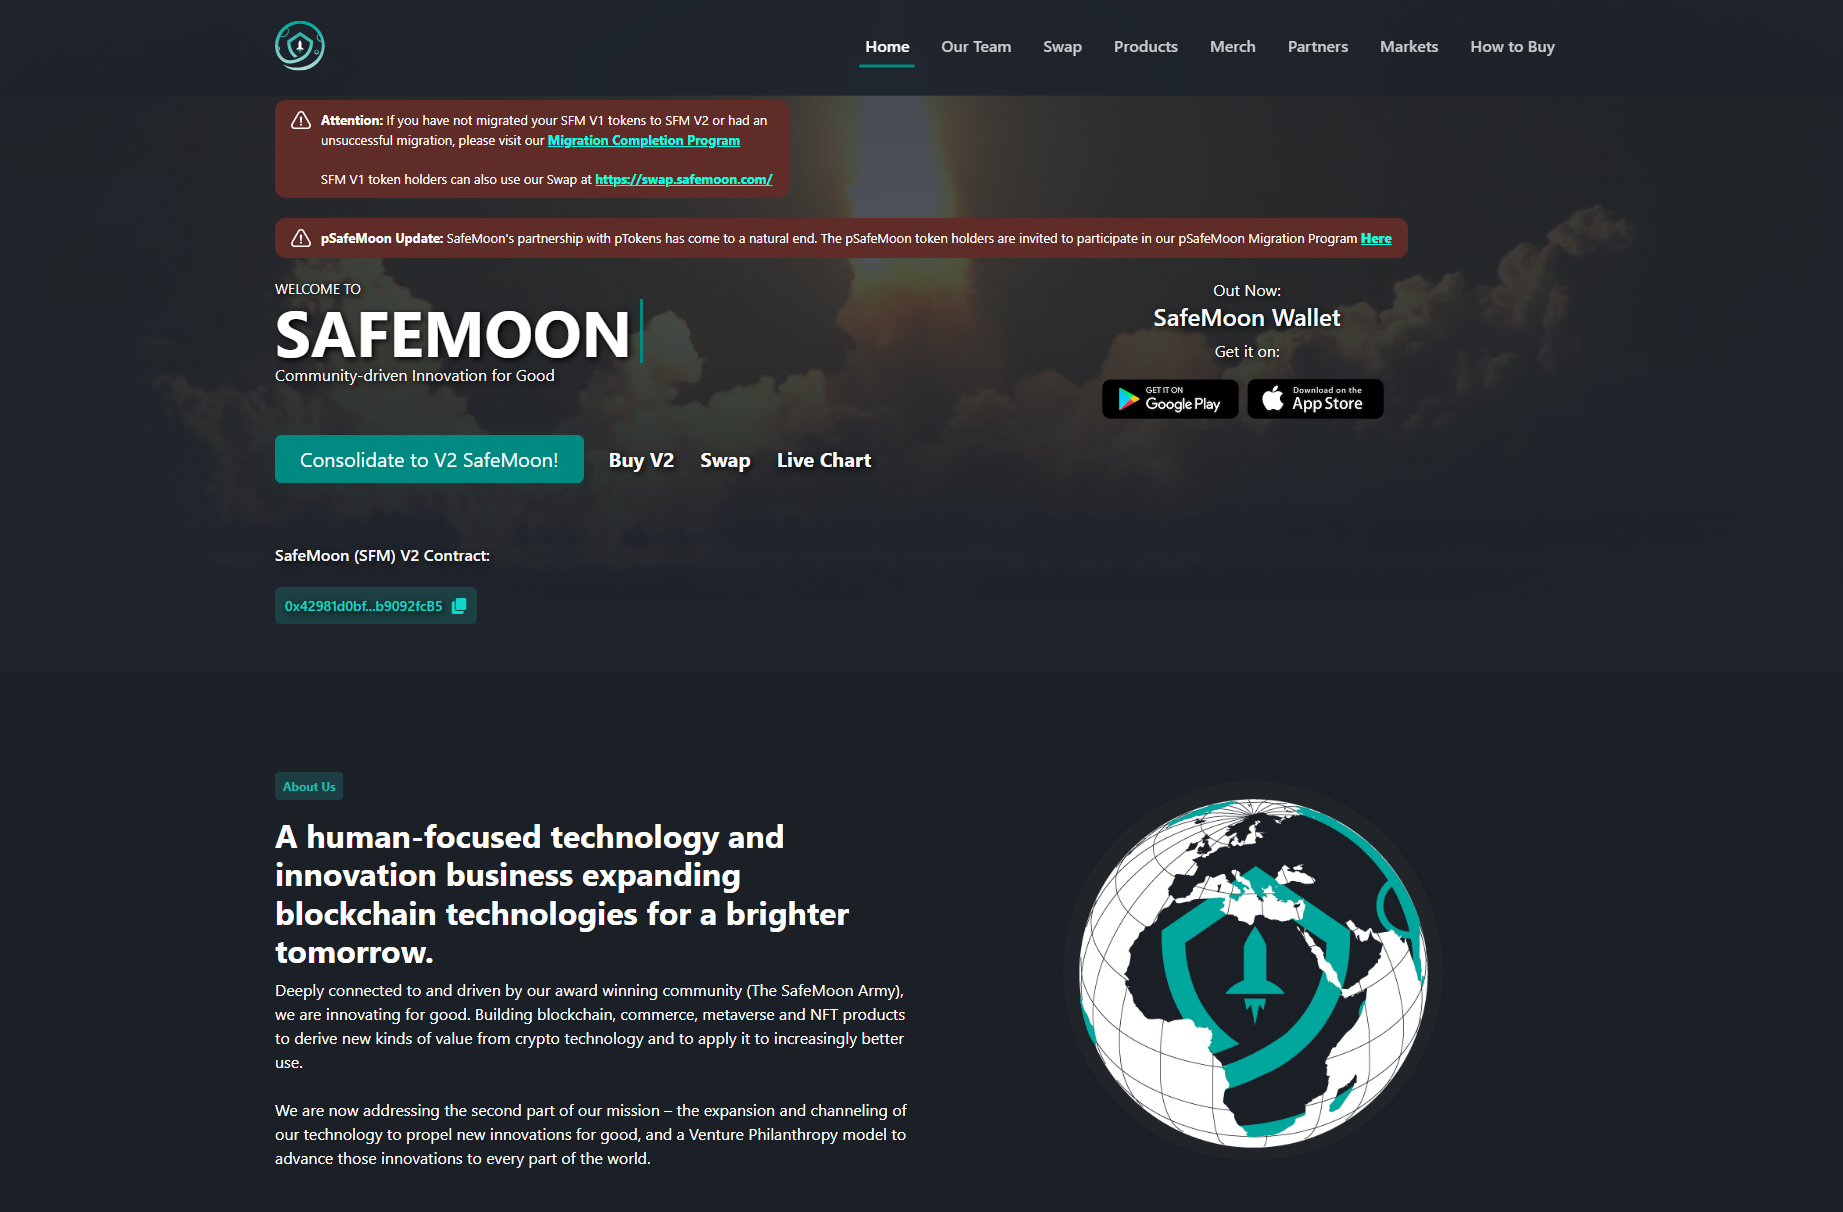 Home
Our Team
Swap
Products
Merch
Partners
Markets
How to Buy
Attention: If you have not migrated your SFM V1 tokens to SFM V2 or had an
unsuccessful migration, please visit our Migration Completion Program
SFM V1 token holders can also use our Swap at https://swap.safemoon.com/
pSafeMoon Update: SafeMoon's partnership with pTokens has come to a natural end. The pSafeMoon token holders are invited to participate in our pSafeMoon Migration Program Here
WELCOME TO
SAFEMOON
Community-driven Innovation for Good
Out Now:
SafeMoon Wallet
Get it on:
GET IT ON
Google Play
Download on the
App Store
Consolidate to V2 SafeMoon!
Buy V2
Swap
Live Chart
SafeMoon (SFM) V2 Contract:
0x42981d0bf...b9092fcB5
About Us
A human-focused technology and
innovation business expanding
blockchain technologies for a brighter
tomorrow.
Deeply connected to and driven by our award winning community (The SafeMoon Army),
we are innovating for good. Building blockchain, commerce, metaverse and NFT products
to derive new kinds of value from crypto technology and to apply it to increasingly better
use.
We are now addressing the second part of our mission – the expansion and channeling of
our technology to propel new innovations for good, and a Venture Philanthropy model to
advance those innovations to every part of the world.